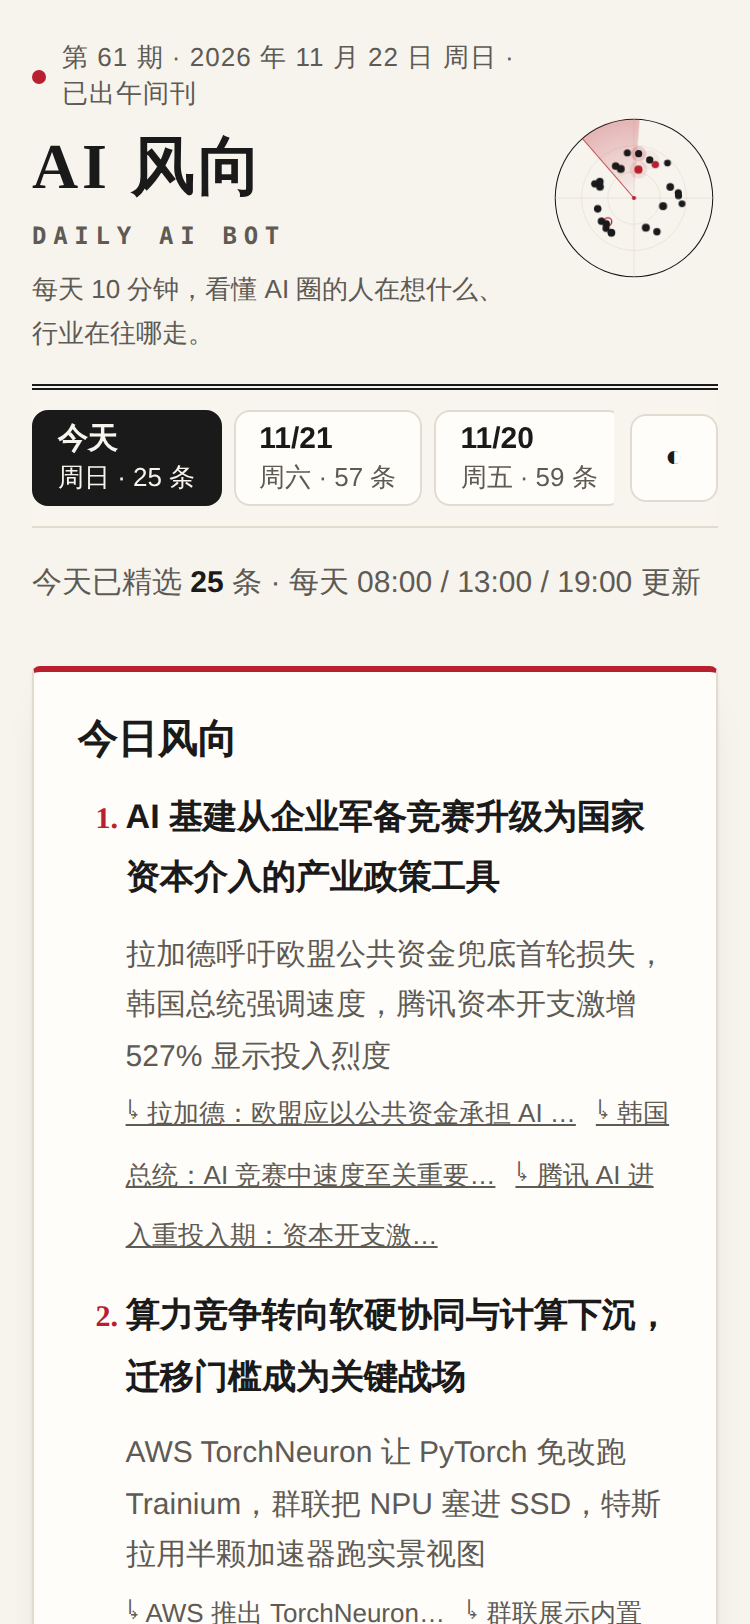 第 61 期 · 2026 年 11 月 22 日 周日 ·
已出午间刊
AI 风向
DAILY AI BOT
每天 10 分钟，看懂 AI 圈的人在想什么、
行业在往哪走。
今天
周日 · 25 条
11/21
周六 · 57 条
11/20
周五 · 59 条
今天已精选 25 条 · 每天 08:00 / 13:00 / 19:00 更新
今日风向
1. AI 基建从企业军备竞赛升级为国家
资本介入的产业政策工具
拉加德呼吁欧盟公共资金兜底首轮损失，
韩国总统强调速度，腾讯资本开支激增
527% 显示投入烈度
↳ 拉加德：欧盟应以公共资金承担 AI … ↳ 韩国
总统：AI 竞赛中速度至关重要… ↳ 腾讯 AI 进
入重投入期：资本开支激…
2. 算力竞争转向软硬协同与计算下沉，
迁移门槛成为关键战场
AWS TorchNeuron 让 PyTorch 免改跑
Trainium，群联把 NPU 塞进 SSD，特斯
拉用半颗加速器跑实景视图
↳ AWS 推出 TorchNeuron… ↳ 群联展示内置